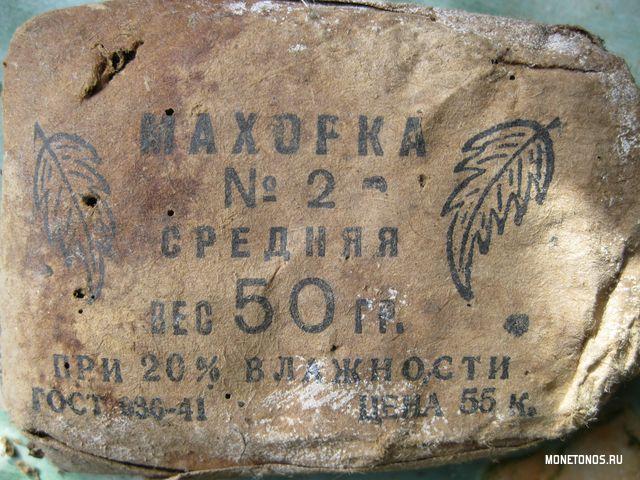 МАХОРКА
№ 2
СРЕДНЯЯ
ВЕС 50 ГР.
ПРИ 20% ВЛАЖНОСТИ
ГОСТ 936-41 ЦЕНА 55 К.
MONETONOS.RU